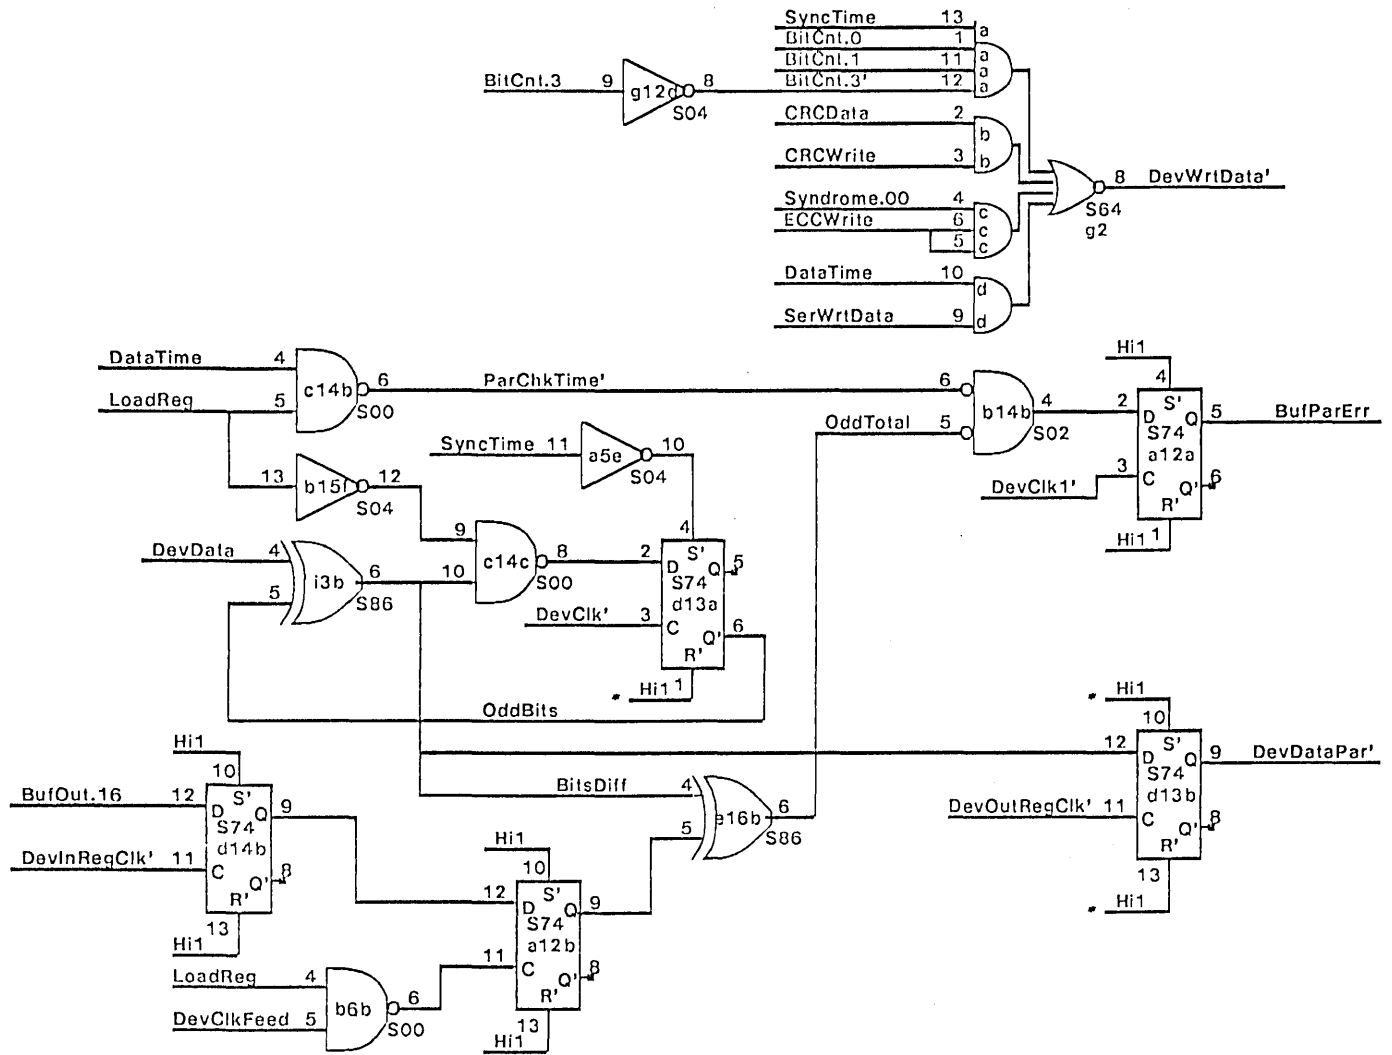 SyncTime 13 a
BitCnt.0 1 a
BitCnt.1 11 a
BitCnt.3 9 g12d 8 BitCnt.3' 12 a
S04
CRCData 2 b
CRCWrite 3 b
8 DevWrtData'
Syndrome.00 4 c
S64
ECCWrite 6 c
g2
5 c
DataTime 10 d
SerWrtData 9 d
Hi1
DataTime 4
4
c14b 6 ParChkTime' 6
S'
LoadReg 5
S00
b14b 4 2 D Q 5 BufParErr
OddTotal 5
S02
S74
SyncTime 11 a5e 10
a12a
S04
3 C
13 b15f 12
DevClk1'
Q' 6
S04
R'
4
9
Hi1 1
DevData 4
S'
c14c 8 2 D Q 5
i3b 6 10
S00
S74
5
S86
d13a
DevClk' 3 C
Q' 6
R'
* Hi1 1
* Hi1
OddBits
10
Hi1
S'
12 D Q 9 DevDataPar'
10
S74
BufOut.16 12 D S' Q 9
BitsDiff 4
d13b
S74
e16b 6
DevOutRegClk' 11 C
d14b
5
S86
Q' 8
DevInRegClk' 11 C
Hi1
R'
Q' 8
10
13
R'
12 D S' Q 9
* Hi1
13
S74
Hi1
a12b
LoadReg 4
11 C
Q' 8
b6b 6
R'
DevClkFeed 5
S00
13
Hi1